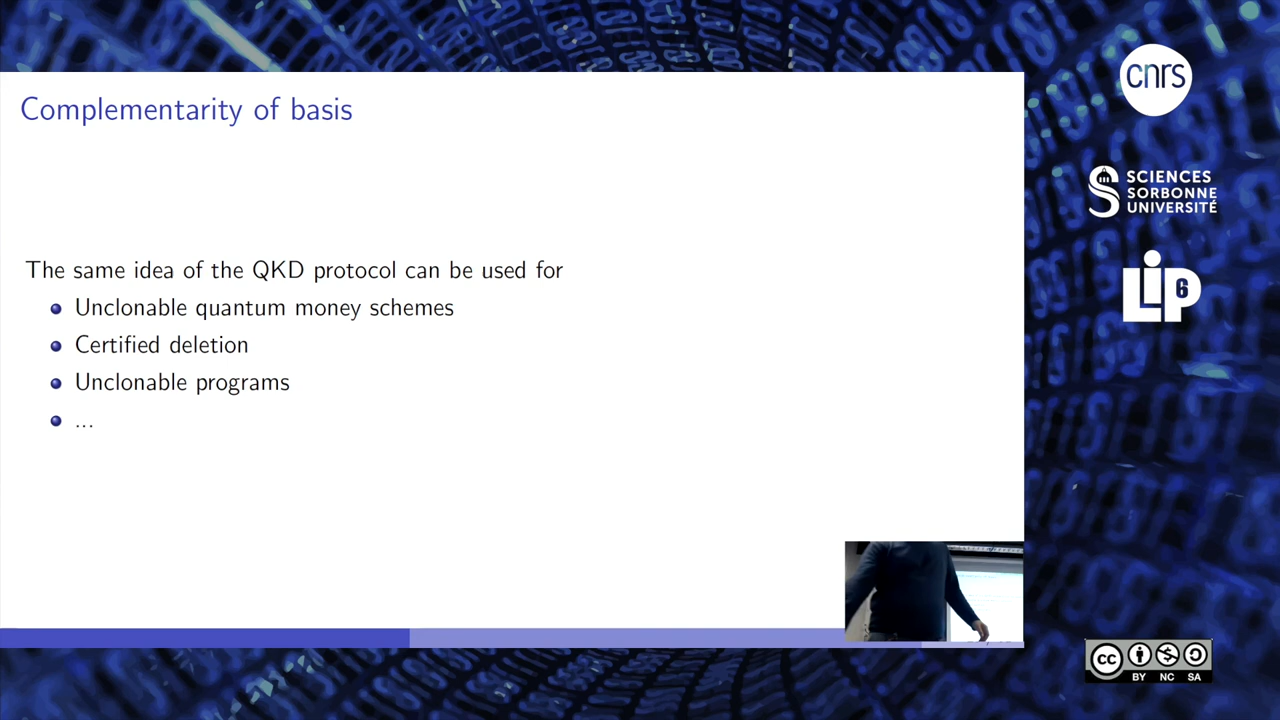 Complementarity of basis
The same idea of the QKD protocol can be used for
Unclonable quantum money schemes
Certified deletion
Unclonable programs
...
cnrs
SCIENCES
SORBONNE
UNIVERSITÉ
LIP6
cc
BY NC SA